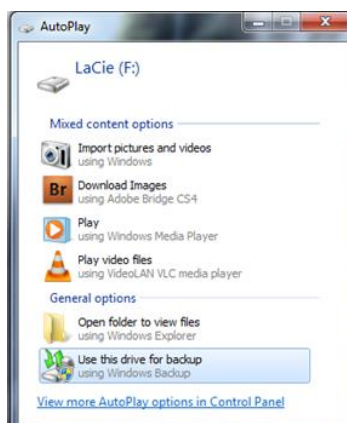 AutoPlay
LaCie (F:)
Mixed content options
Import pictures and videos
using Windows
Br
Download Images
using Adobe Bridge CS4
Play
using Windows Media Player
Play video files
using VideoLAN VLC media player
General options
Open folder to view files
using Windows Explorer
Use this drive for backup
using Windows Backup
View more AutoPlay options in Control Panel